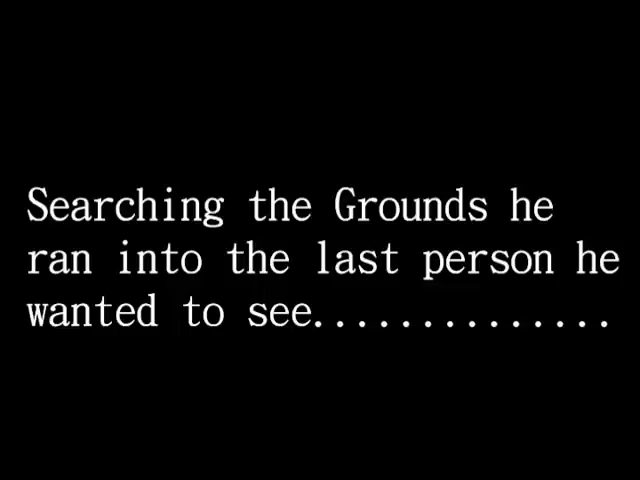 Searching the Grounds he
ran into the last person he
wanted to see..............